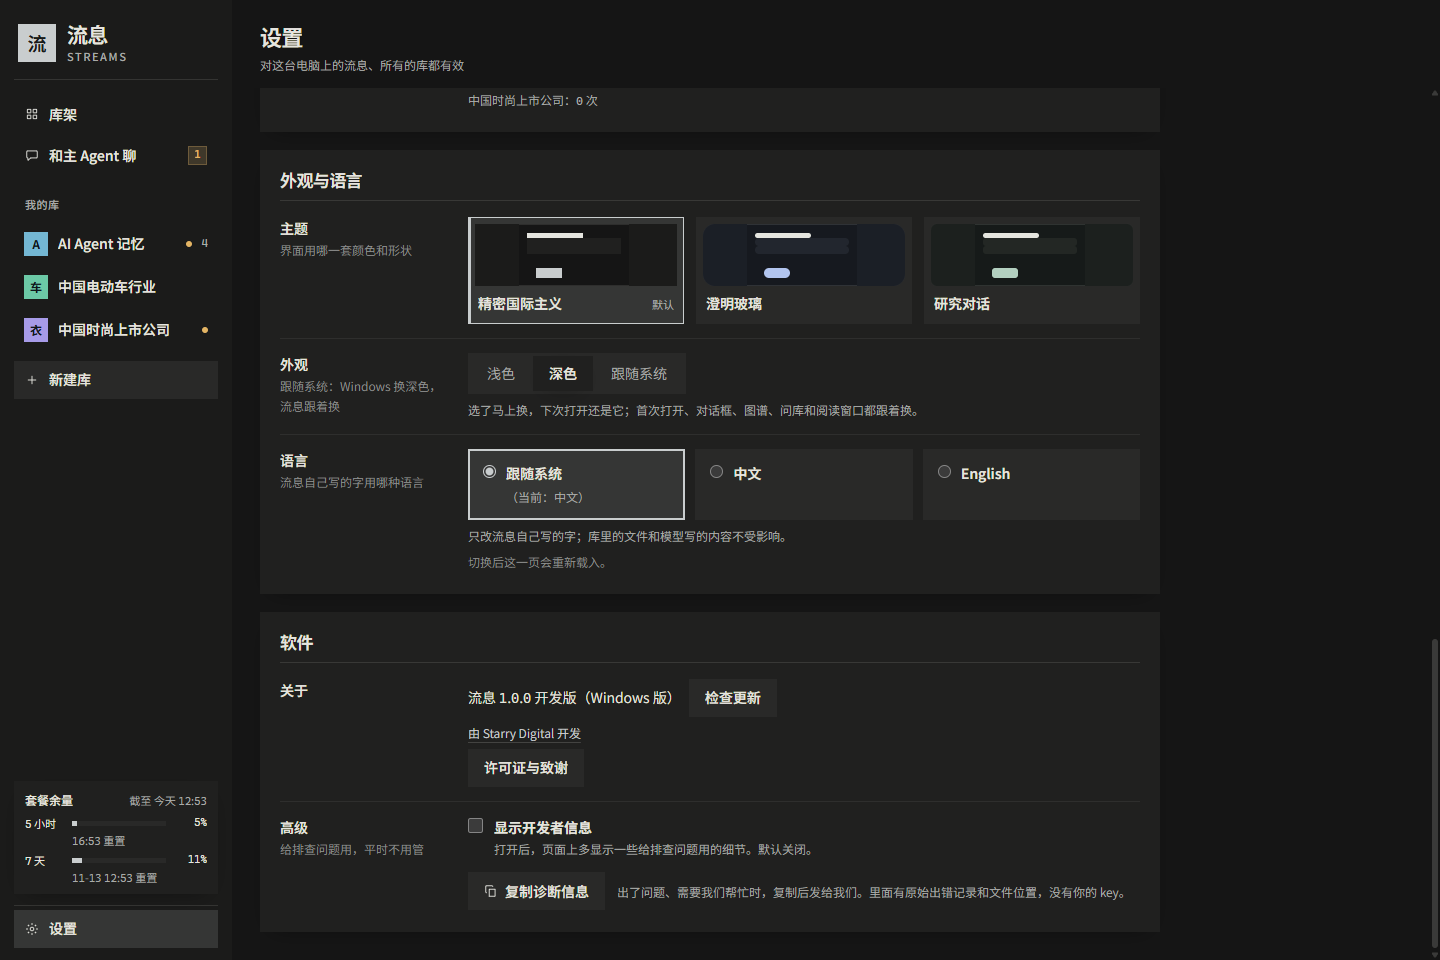 流
流息
STREAMS
库架
和主 Agent 聊
1
我的库
A
AI Agent 记忆
4
车
中国电动车行业
衣
中国时尚上市公司
+ 新建库
套餐余量
截至 今天 12:53
5 小时
5%
16:53 重置
7 天
11%
11-13 12:53 重置
设置
设置
对这台电脑上的流息、所有的库都有效
中国时尚上市公司：0 次
外观与语言
主题
界面用哪一套颜色和形状
精密国际主义
默认
澄明玻璃
研究对话
外观
跟随系统：Windows 换深色，
流息跟着换
浅色
深色
跟随系统
选了马上换，下次打开还是它；首次打开、对话框、图谱、问库和阅读窗口都跟着换。
语言
流息自己写的字用哪种语言
跟随系统
（当前：中文）
中文
English
只改流息自己写的字；库里的文件和模型写的内容不受影响。
切换后这一页会重新载入。
软件
关于
流息 1.0.0 开发版（Windows 版）
检查更新
由 Starry Digital 开发
许可证与致谢
高级
给排查问题用，平时不用管
显示开发者信息
打开后，页面上多显示一些给排查问题用的细节。默认关闭。
复制诊断信息
出了问题、需要我们帮忙时，复制后发给我们。里面有原始出错记录和文件位置，没有你的 key。